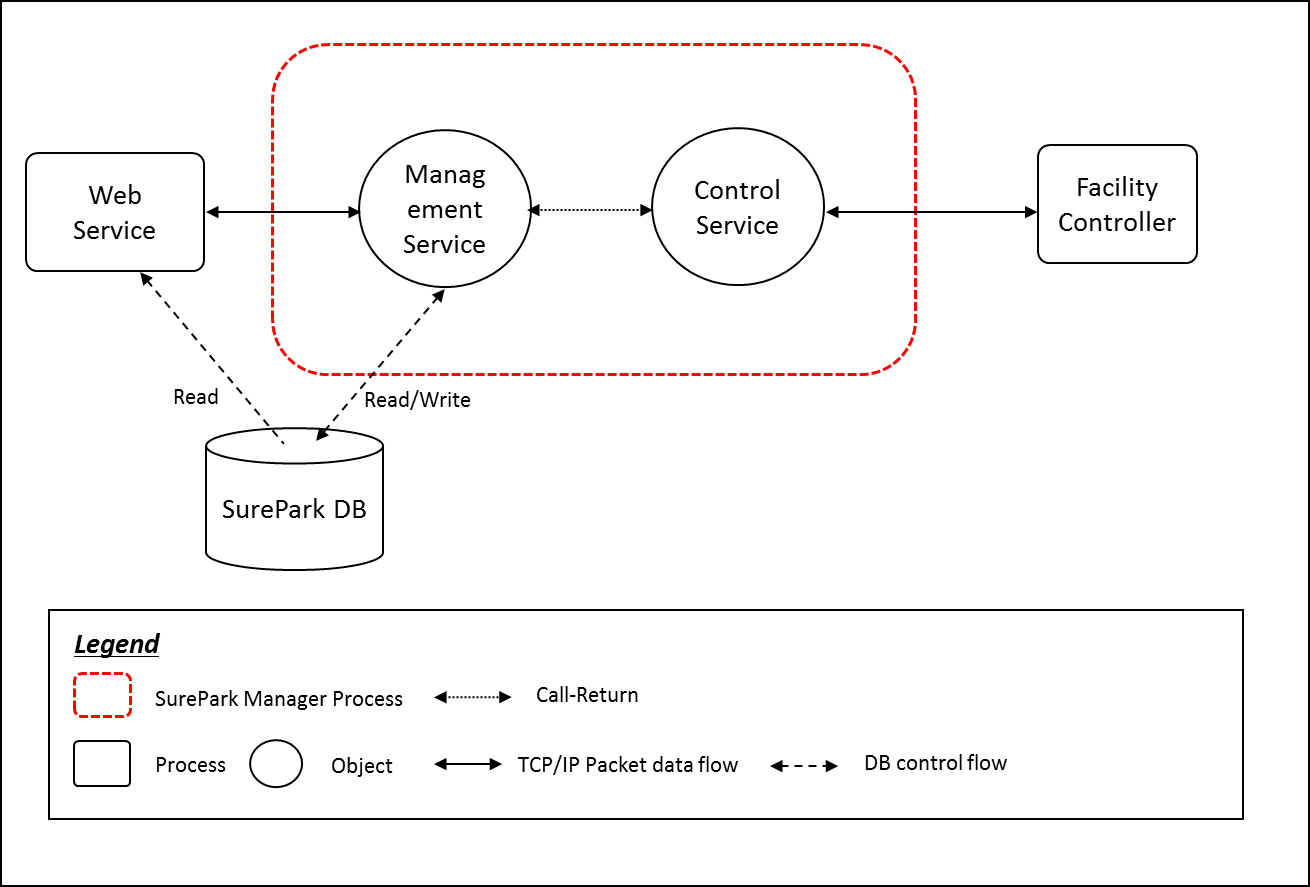 Web
Service
Manag
ement
Service
Control
Service
Facility
Controller
Read
Read/Write
SurePark DB
Legend
SurePark Manager Process
Call-Return
Process
Object
TCP/IP Packet data flow
DB control flow